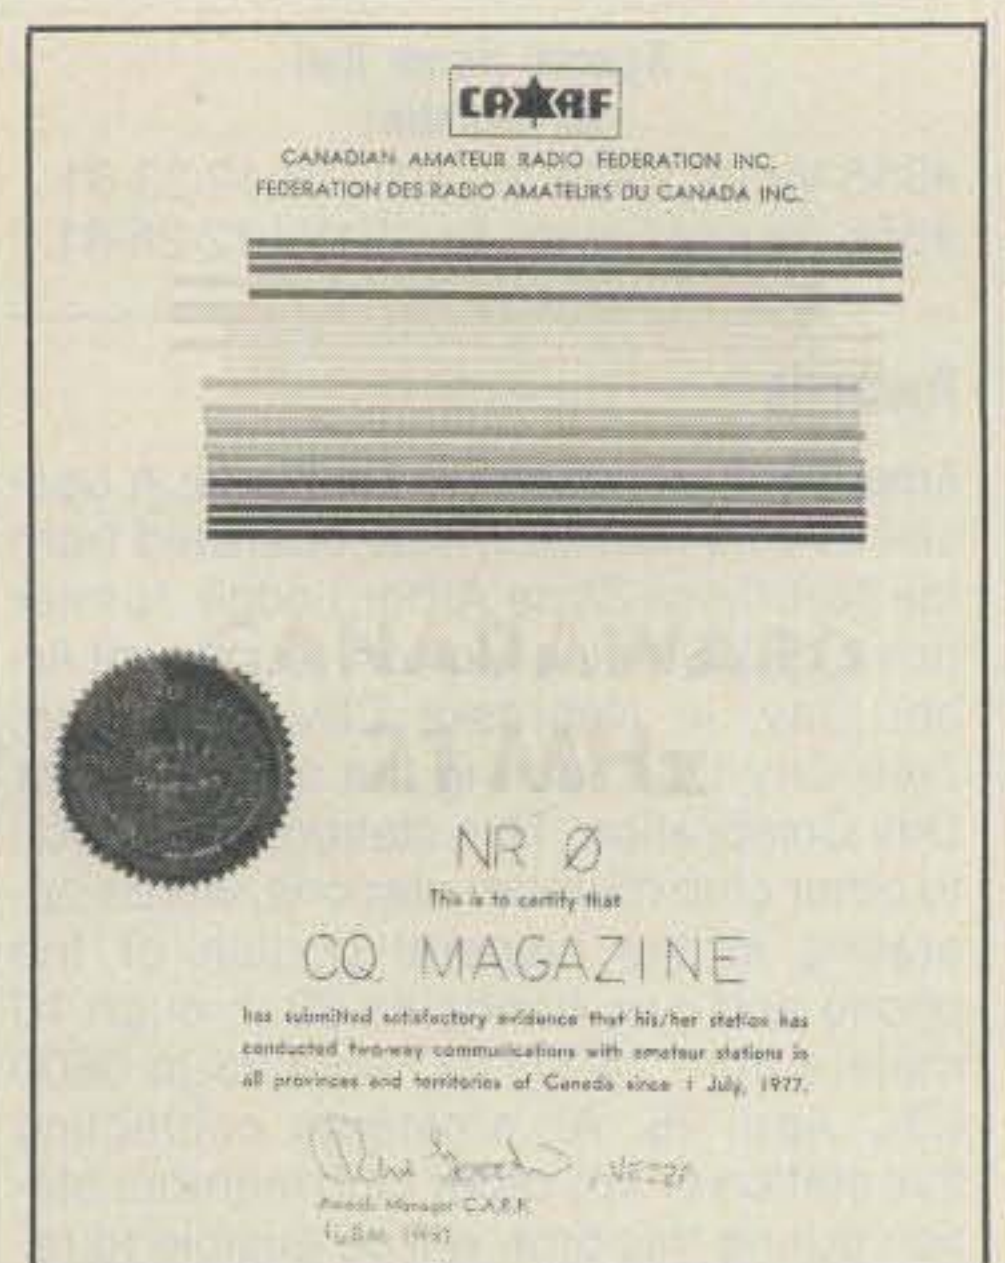 CARF
CANADIAN AMATEUR RADIO FEDERATION INC.
FEDERATION DES RADIO AMATEURS DU CANADA INC.
NR Ø
This is to certify that
CQ MAGAZINE
has submitted satisfactory evidence that his/her station has
conducted two-way communications with amateur stations in
all provinces and territories of Canada since 1 July, 1977.
Awards Manager C.A.R.F.